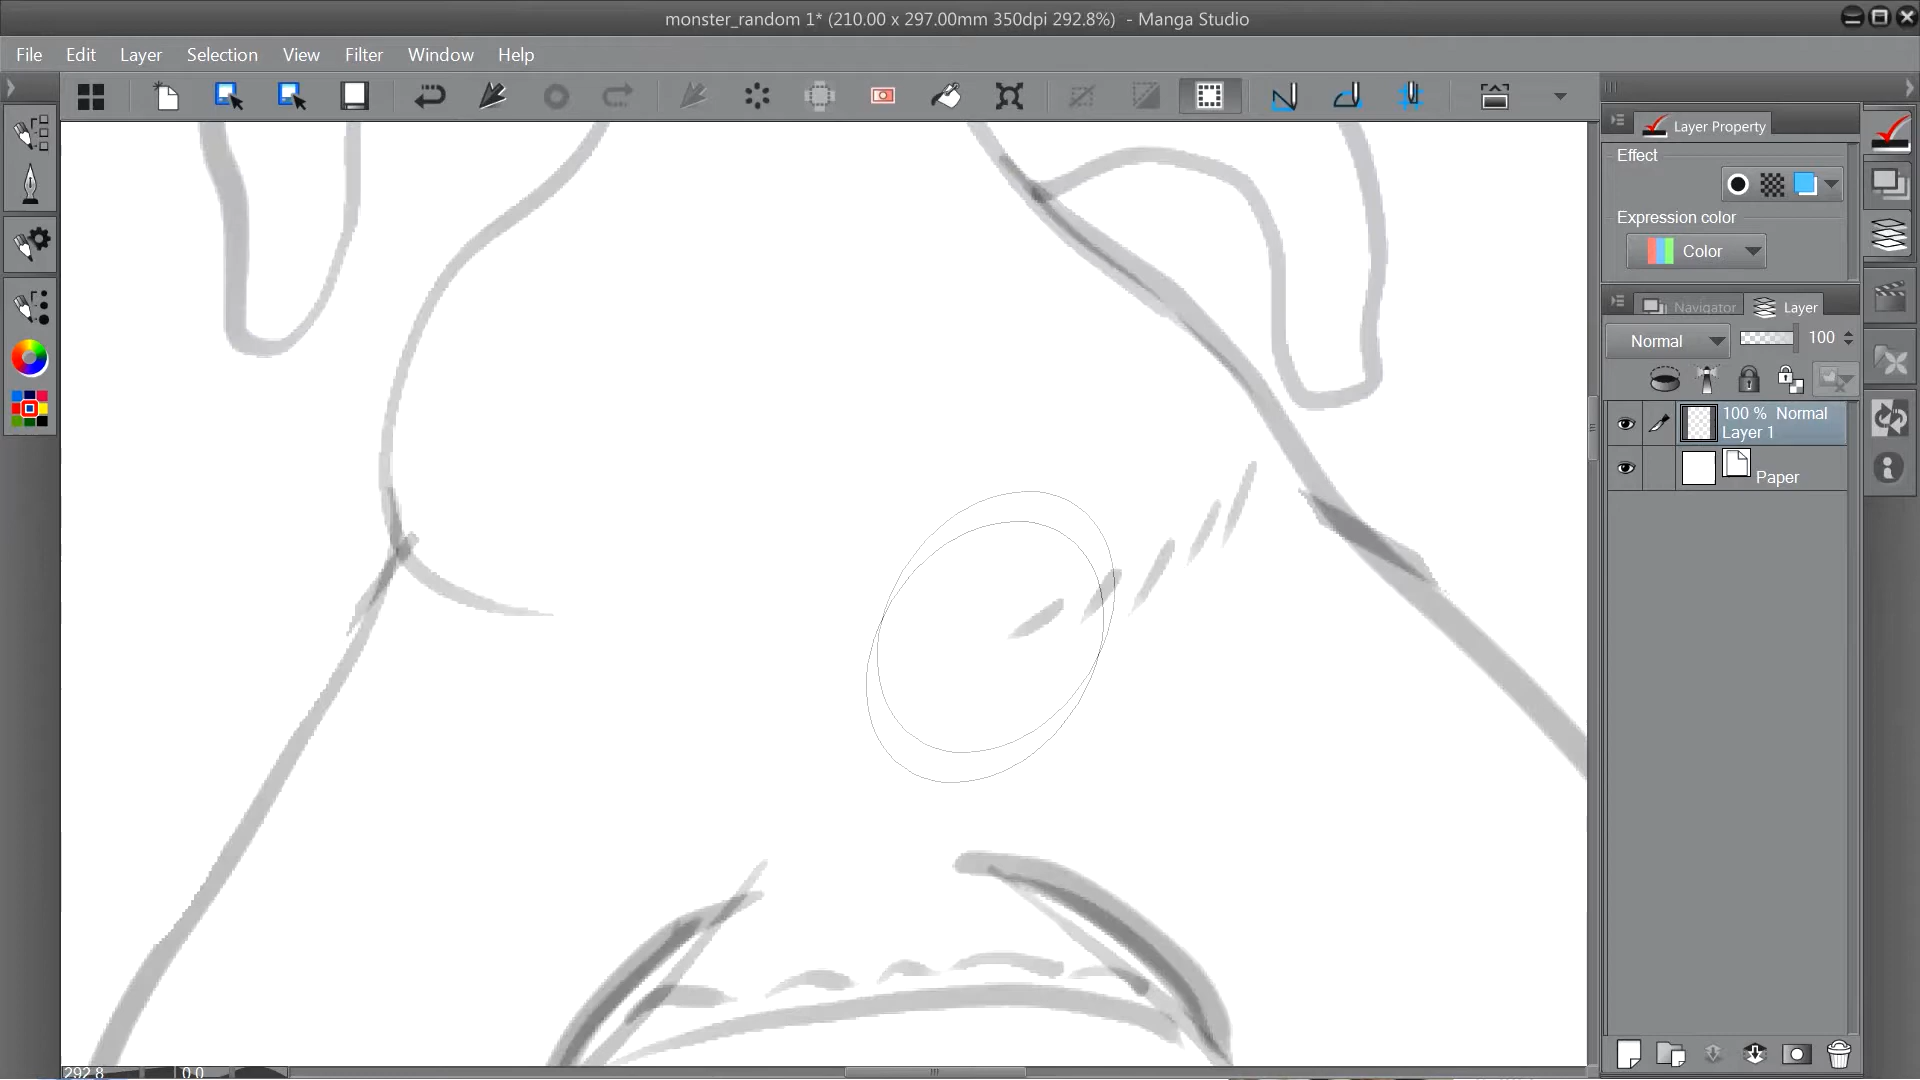 monster_random 1* (210.00 x 297.00mm 350dpi 292.8%)  - Manga Studio
File Edit Layer Selection View Filter Window Help
Layer Property
Effect
Expression color
Color
Navigator Layer
Normal 100
100 % Normal
Layer 1
Paper
292.8 0.0